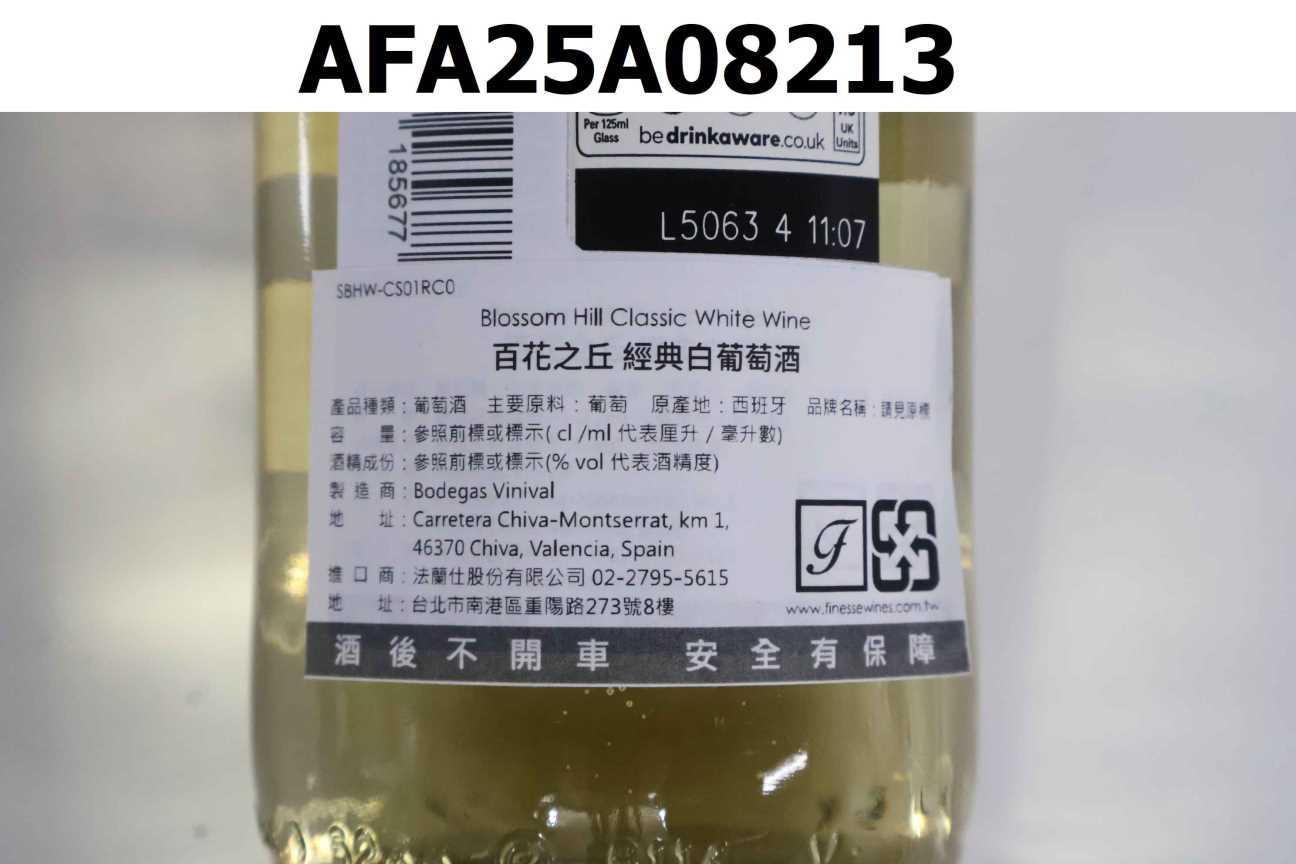 AFA25A08213
185677
Per 125ml
Glass
bedrinkaware.co.uk
UK
Units
L5063 4 11:07
SBHW-CS01RC0
Blossom Hill Classic White Wine
百花之丘 經典白葡萄酒
產品種類：葡萄酒 主要原料：葡萄 原產地：西班牙 品牌名稱：請見原標
容 量：參照前標或標示( cl /ml 代表厘升 / 毫升數)
酒精成份：參照前標或標示(% vol 代表酒精度)
製 造 商：Bodegas Vinival
地 址：Carretera Chiva-Montserrat, km 1,
46370 Chiva, Valencia, Spain
進 口 商：法蘭仕股份有限公司 02-2795-5615
地 址：台北市南港區重陽路273號8樓
F
www.finessewines.com.tw
酒後不開車 安全有保障